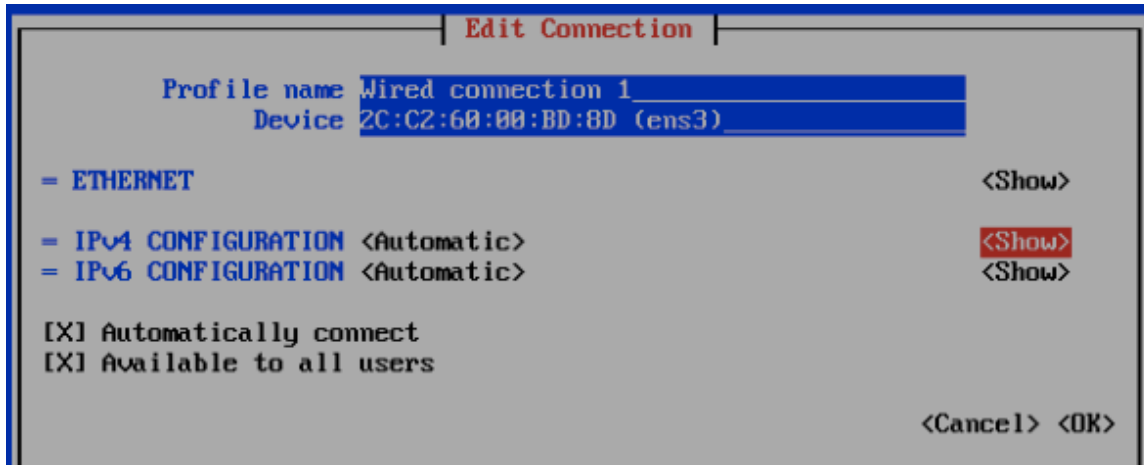 Edit Connection
Profile name Wired connection 1
Device 2C:C2:60:00:BD:8D (ens3)
= ETHERNET <Show>
= IPv4 CONFIGURATION <Automatic> <Show>
= IPv6 CONFIGURATION <Automatic> <Show>
[X] Automatically connect
[X] Available to all users
<Cancel> <OK>